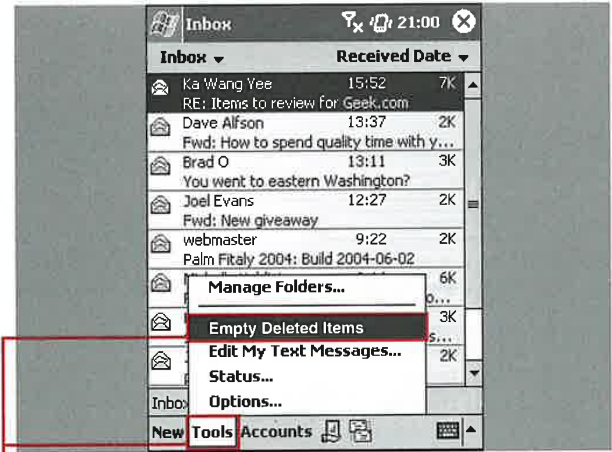 Inbox 21:00
Inbox Received Date
Ka Wang Yee 15:52 7K
RE: Items to review for Geek.com
Dave Alfson 13:37 2K
Fwd: How to spend quality time with y...
Brad O 13:11 3K
You went to eastern Washington?
Joel Evans 12:27 2K
Fwd: New giveaway
webmaster 9:22 2K
Palm Fitaly 2004: Build 2004-06-02
6K
Manage Folders...
3K
Empty Deleted Items
Edit My Text Messages... 2K
Status...
Options...
New Tools Accounts